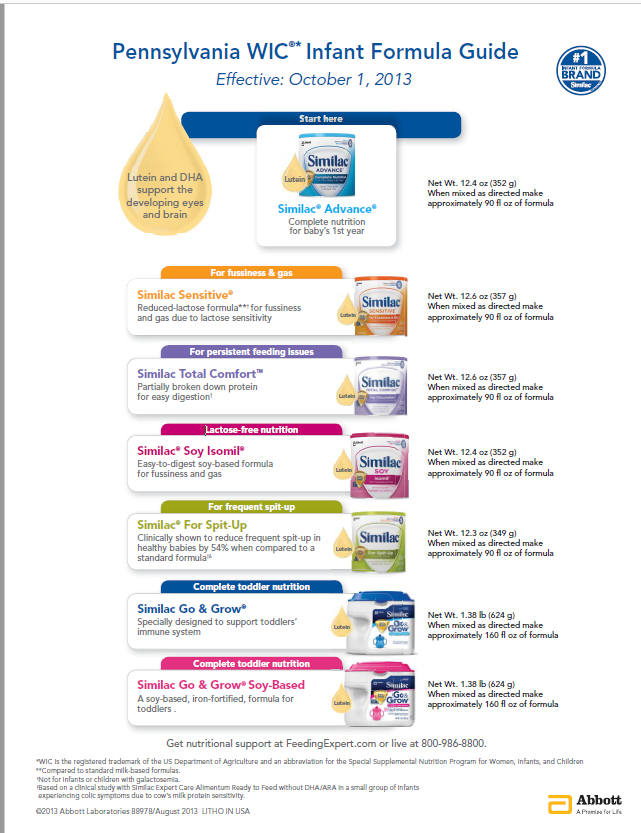 Pennsylvania WIC®* Infant Formula Guide
Effective: October 1, 2013
#1
INFANT FORMULA
BRAND
Similac
Start here
Lutein and DHA
support the
developing eyes
and brain
Similac
ADVANCE
Complete Nutrition
Lutein
Similac® Advance®
Complete nutrition
for baby's 1st year
Net Wt. 12.4 oz (352 g)
When mixed as directed make
approximately 90 fl oz of formula
For fussiness & gas
Similac Sensitive®
Reduced-lactose formula**† for fussiness
and gas due to lactose sensitivity
Lutein
Similac
SENSITIVE
Net Wt. 12.6 oz (357 g)
When mixed as directed make
approximately 90 fl oz of formula
For persistent feeding issues
Similac Total Comfort™
Partially broken down protein
for easy digestion†
Lutein
Similac
TOTAL COMFORT
Net Wt. 12.6 oz (357 g)
When mixed as directed make
approximately 90 fl oz of formula
Lactose-free nutrition
Similac® Soy Isomil®
Easy-to-digest soy-based formula
for fussiness and gas
Lutein
Similac
SOY
Isomil
Net Wt. 12.4 oz (352 g)
When mixed as directed make
approximately 90 fl oz of formula
For frequent spit-up
Similac® For Spit-Up
Clinically shown to reduce frequent spit-up in
healthy babies by 54% when compared to a
standard formula
Lutein
Similac
For Spit-Up
Net Wt. 12.3 oz (349 g)
When mixed as directed make
approximately 90 fl oz of formula
Complete toddler nutrition
Similac Go & Grow®
Specially designed to support toddlers'
immune system
Lutein
Similac
Go&
Grow
Net Wt. 1.38 lb (624 g)
When mixed as directed make
approximately 160 fl oz of formula
Complete toddler nutrition
Similac Go & Grow® Soy-Based
A soy-based, iron-fortified, formula for
toddlers .
Lutein
Similac
Go&
Grow
Net Wt. 1.38 lb (624 g)
When mixed as directed make
approximately 160 fl oz of formula
Get nutritional support at FeedingExpert.com or live at 800-986-8800.
*WIC is the registered trademark of the US Department of Agriculture and an abbreviation for the Special Supplemental Nutrition Program for Women, Infants, and Children
**Compared to standard milk-based formulas.
†Not for infants or children with galactosemia.
Based on a clinical study with Similac Expert Care Alimentum Ready to Feed without DHA/ARA in a small group of infants
experiencing colic symptoms due to cow's milk protein sensitivity.
©2013 Abbott Laboratories 88978/August 2013 LITHO IN USA
Abbott
A Promise for Life